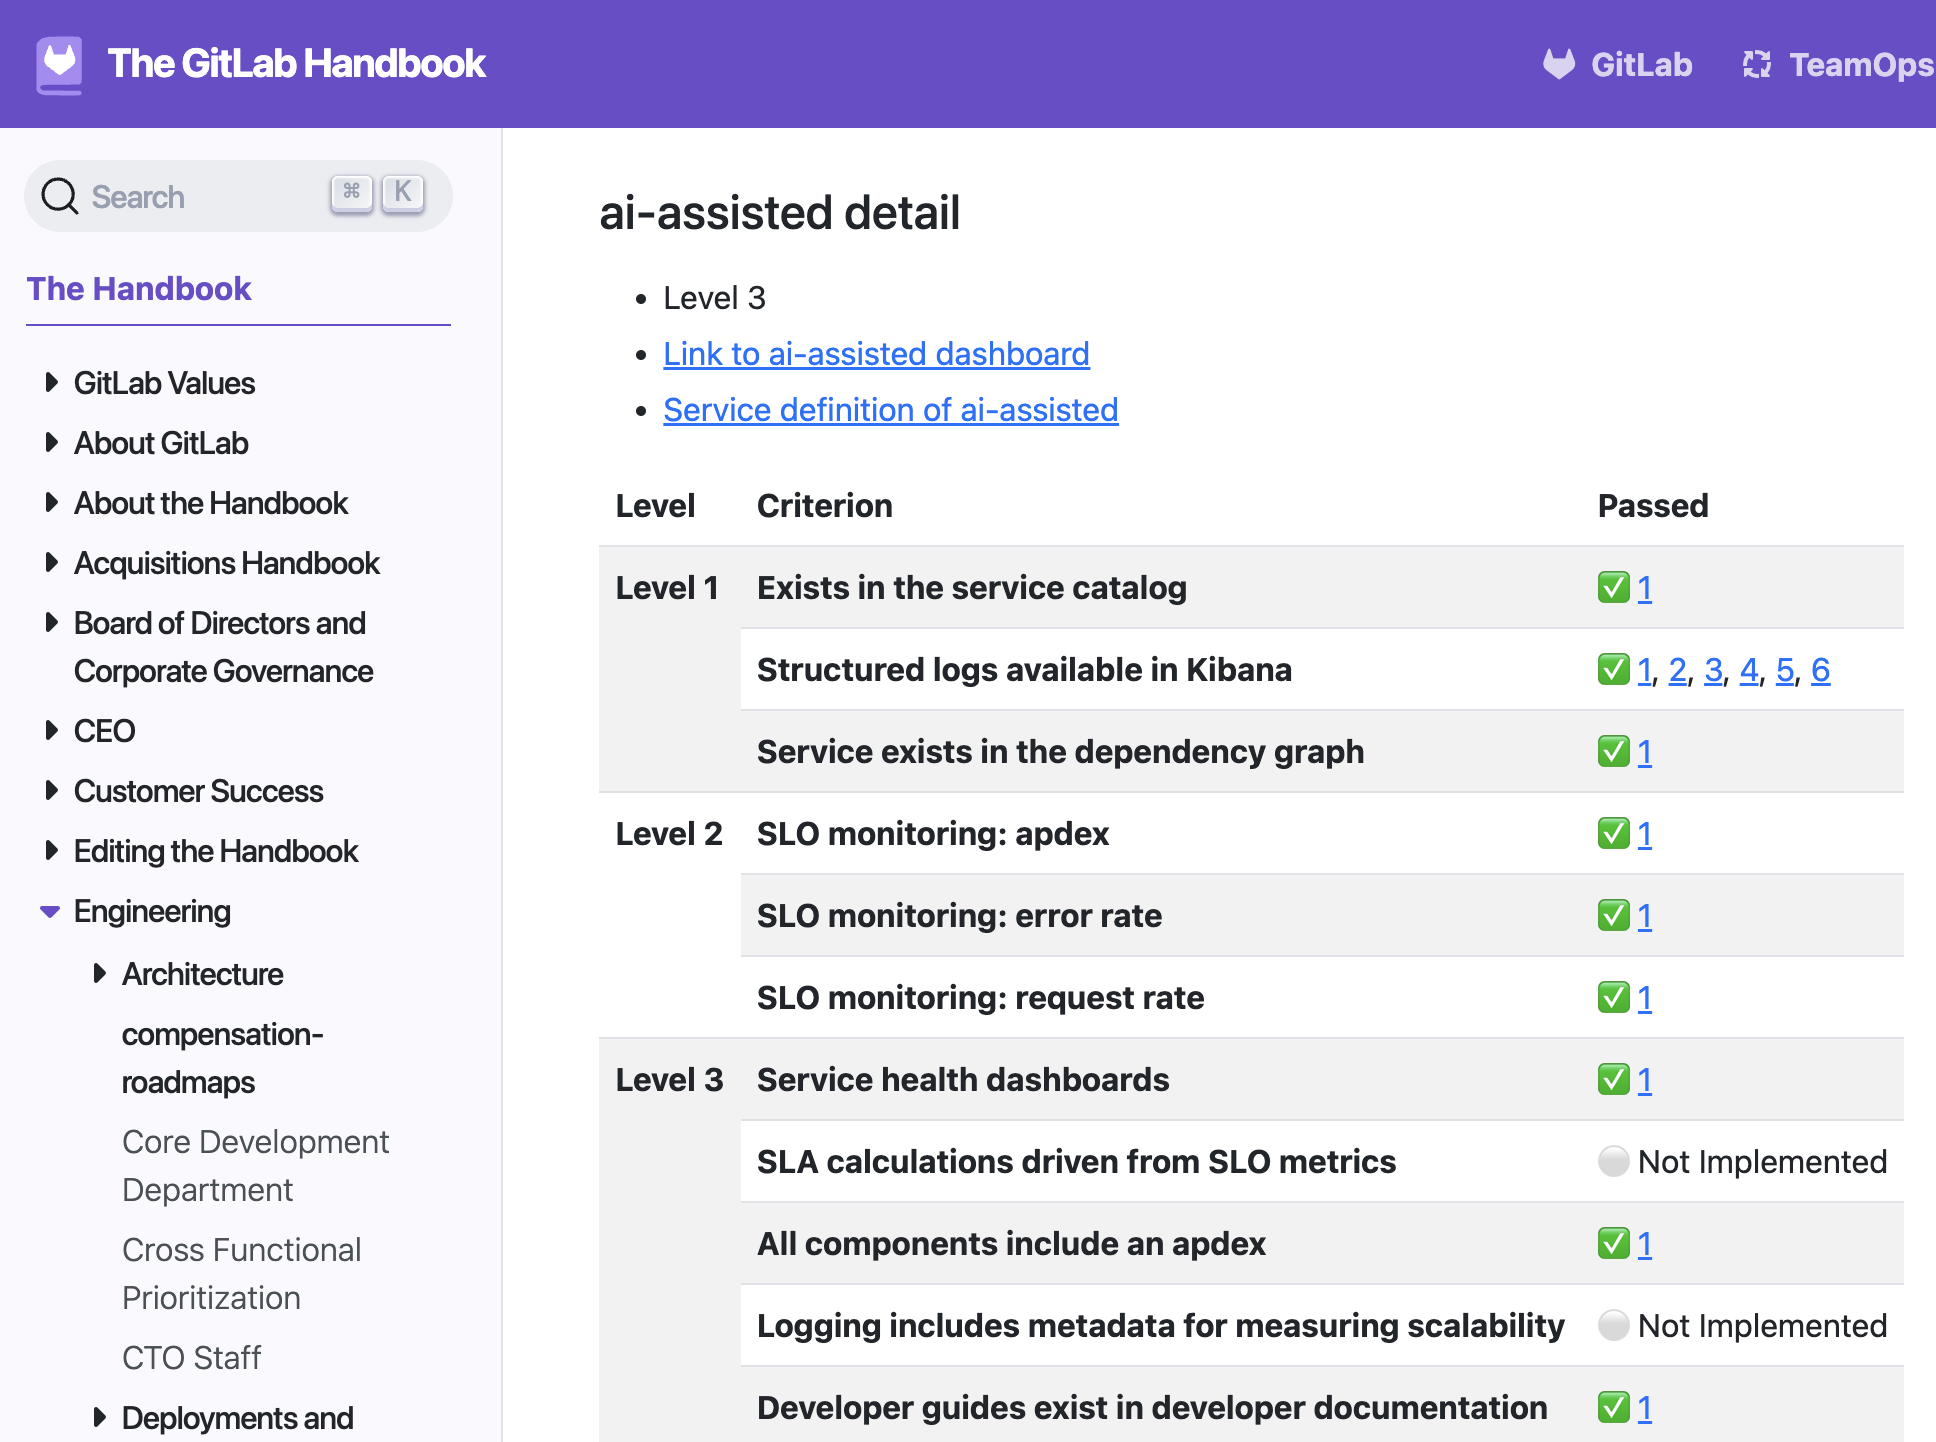 The GitLab Handbook
GitLab
TeamOps
Search
⌘ K
The Handbook
GitLab Values
About GitLab
About the Handbook
Acquisitions Handbook
Board of Directors and
Corporate Governance
CEO
Customer Success
Editing the Handbook
Engineering
Architecture
compensation-
roadmaps
Core Development
Department
Cross Functional
Prioritization
CTO Staff
Deployments and
ai-assisted detail
Level 3
Link to ai-assisted dashboard
Service definition of ai-assisted
Level Criterion Passed
Level 1 Exists in the service catalog ✅ 1
Structured logs available in Kibana ✅ 1, 2, 3, 4, 5, 6
Service exists in the dependency graph ✅ 1
Level 2 SLO monitoring: apdex ✅ 1
SLO monitoring: error rate ✅ 1
SLO monitoring: request rate ✅ 1
Level 3 Service health dashboards ✅ 1
SLA calculations driven from SLO metrics Not Implemented
All components include an apdex ✅ 1
Logging includes metadata for measuring scalability Not Implemented
Developer guides exist in developer documentation ✅ 1